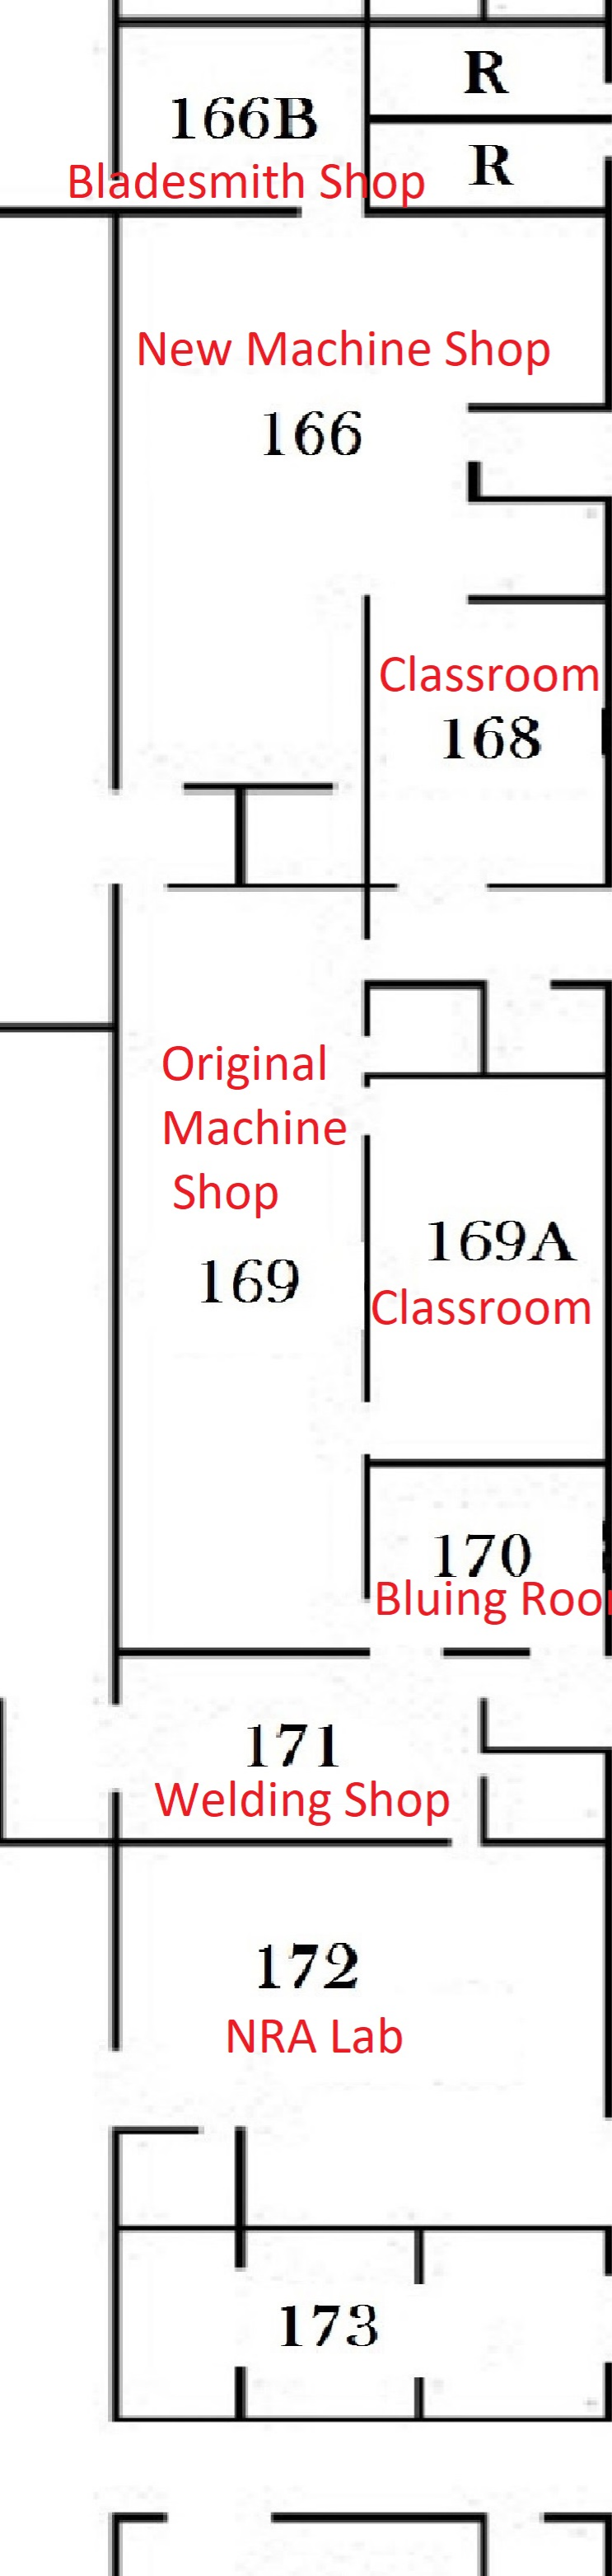 R
166B
R
Bladesmith Shop
New Machine Shop
166
Classroom
168
Original
Machine
Shop
169
169A
Classroom
170
Bluing Roo
171
Welding Shop
172
NRA Lab
173